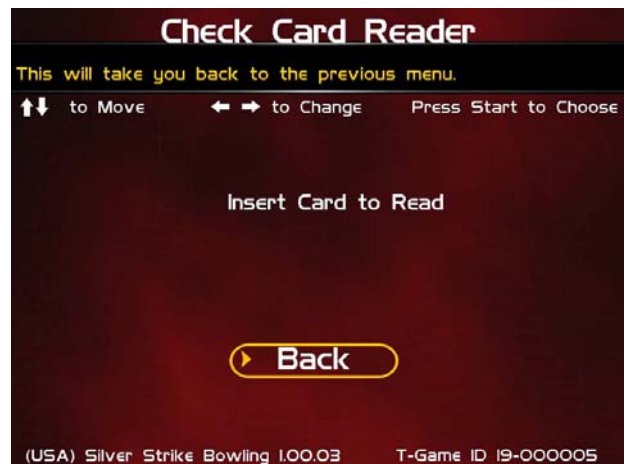 Check Card Reader
This will take you back to the previous menu.
to Move to Change Press Start to Choose
Insert Card to Read
Back
(USA) Silver Strike Bowling 1.00.03 T-Game ID 19-000005